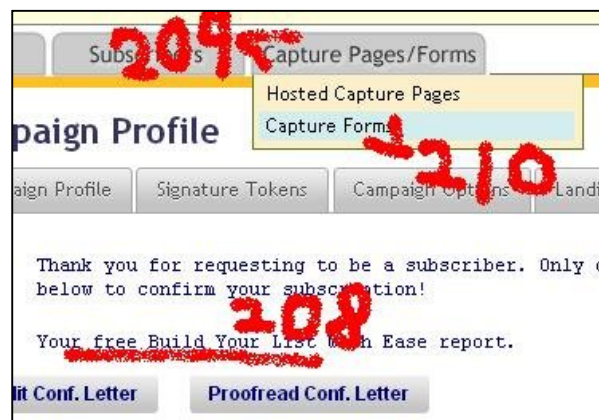 Subscribers Capture Pages/Forms
209
Hosted Capture Pages
Capture Forms
210
paign Profile
aign Profile Signature Tokens Campaign Options Landi
Thank you for requesting to be a subscriber. Only
below to confirm your subscription!
208
Your free Build Your List With Ease report.
dit Conf. Letter Proofread Conf. Letter